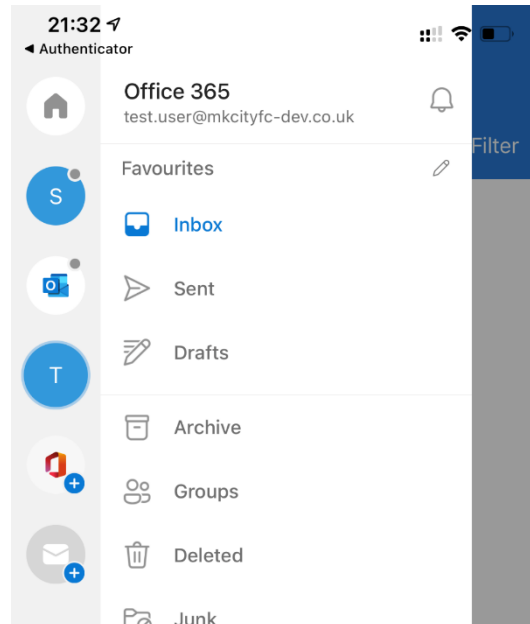 21:32
◀ Authenticator
Office 365
test.user@mkcityfc-dev.co.uk
Filter
Favourites
S
Inbox
Sent
Drafts
T
Archive
Groups
Deleted
Junk